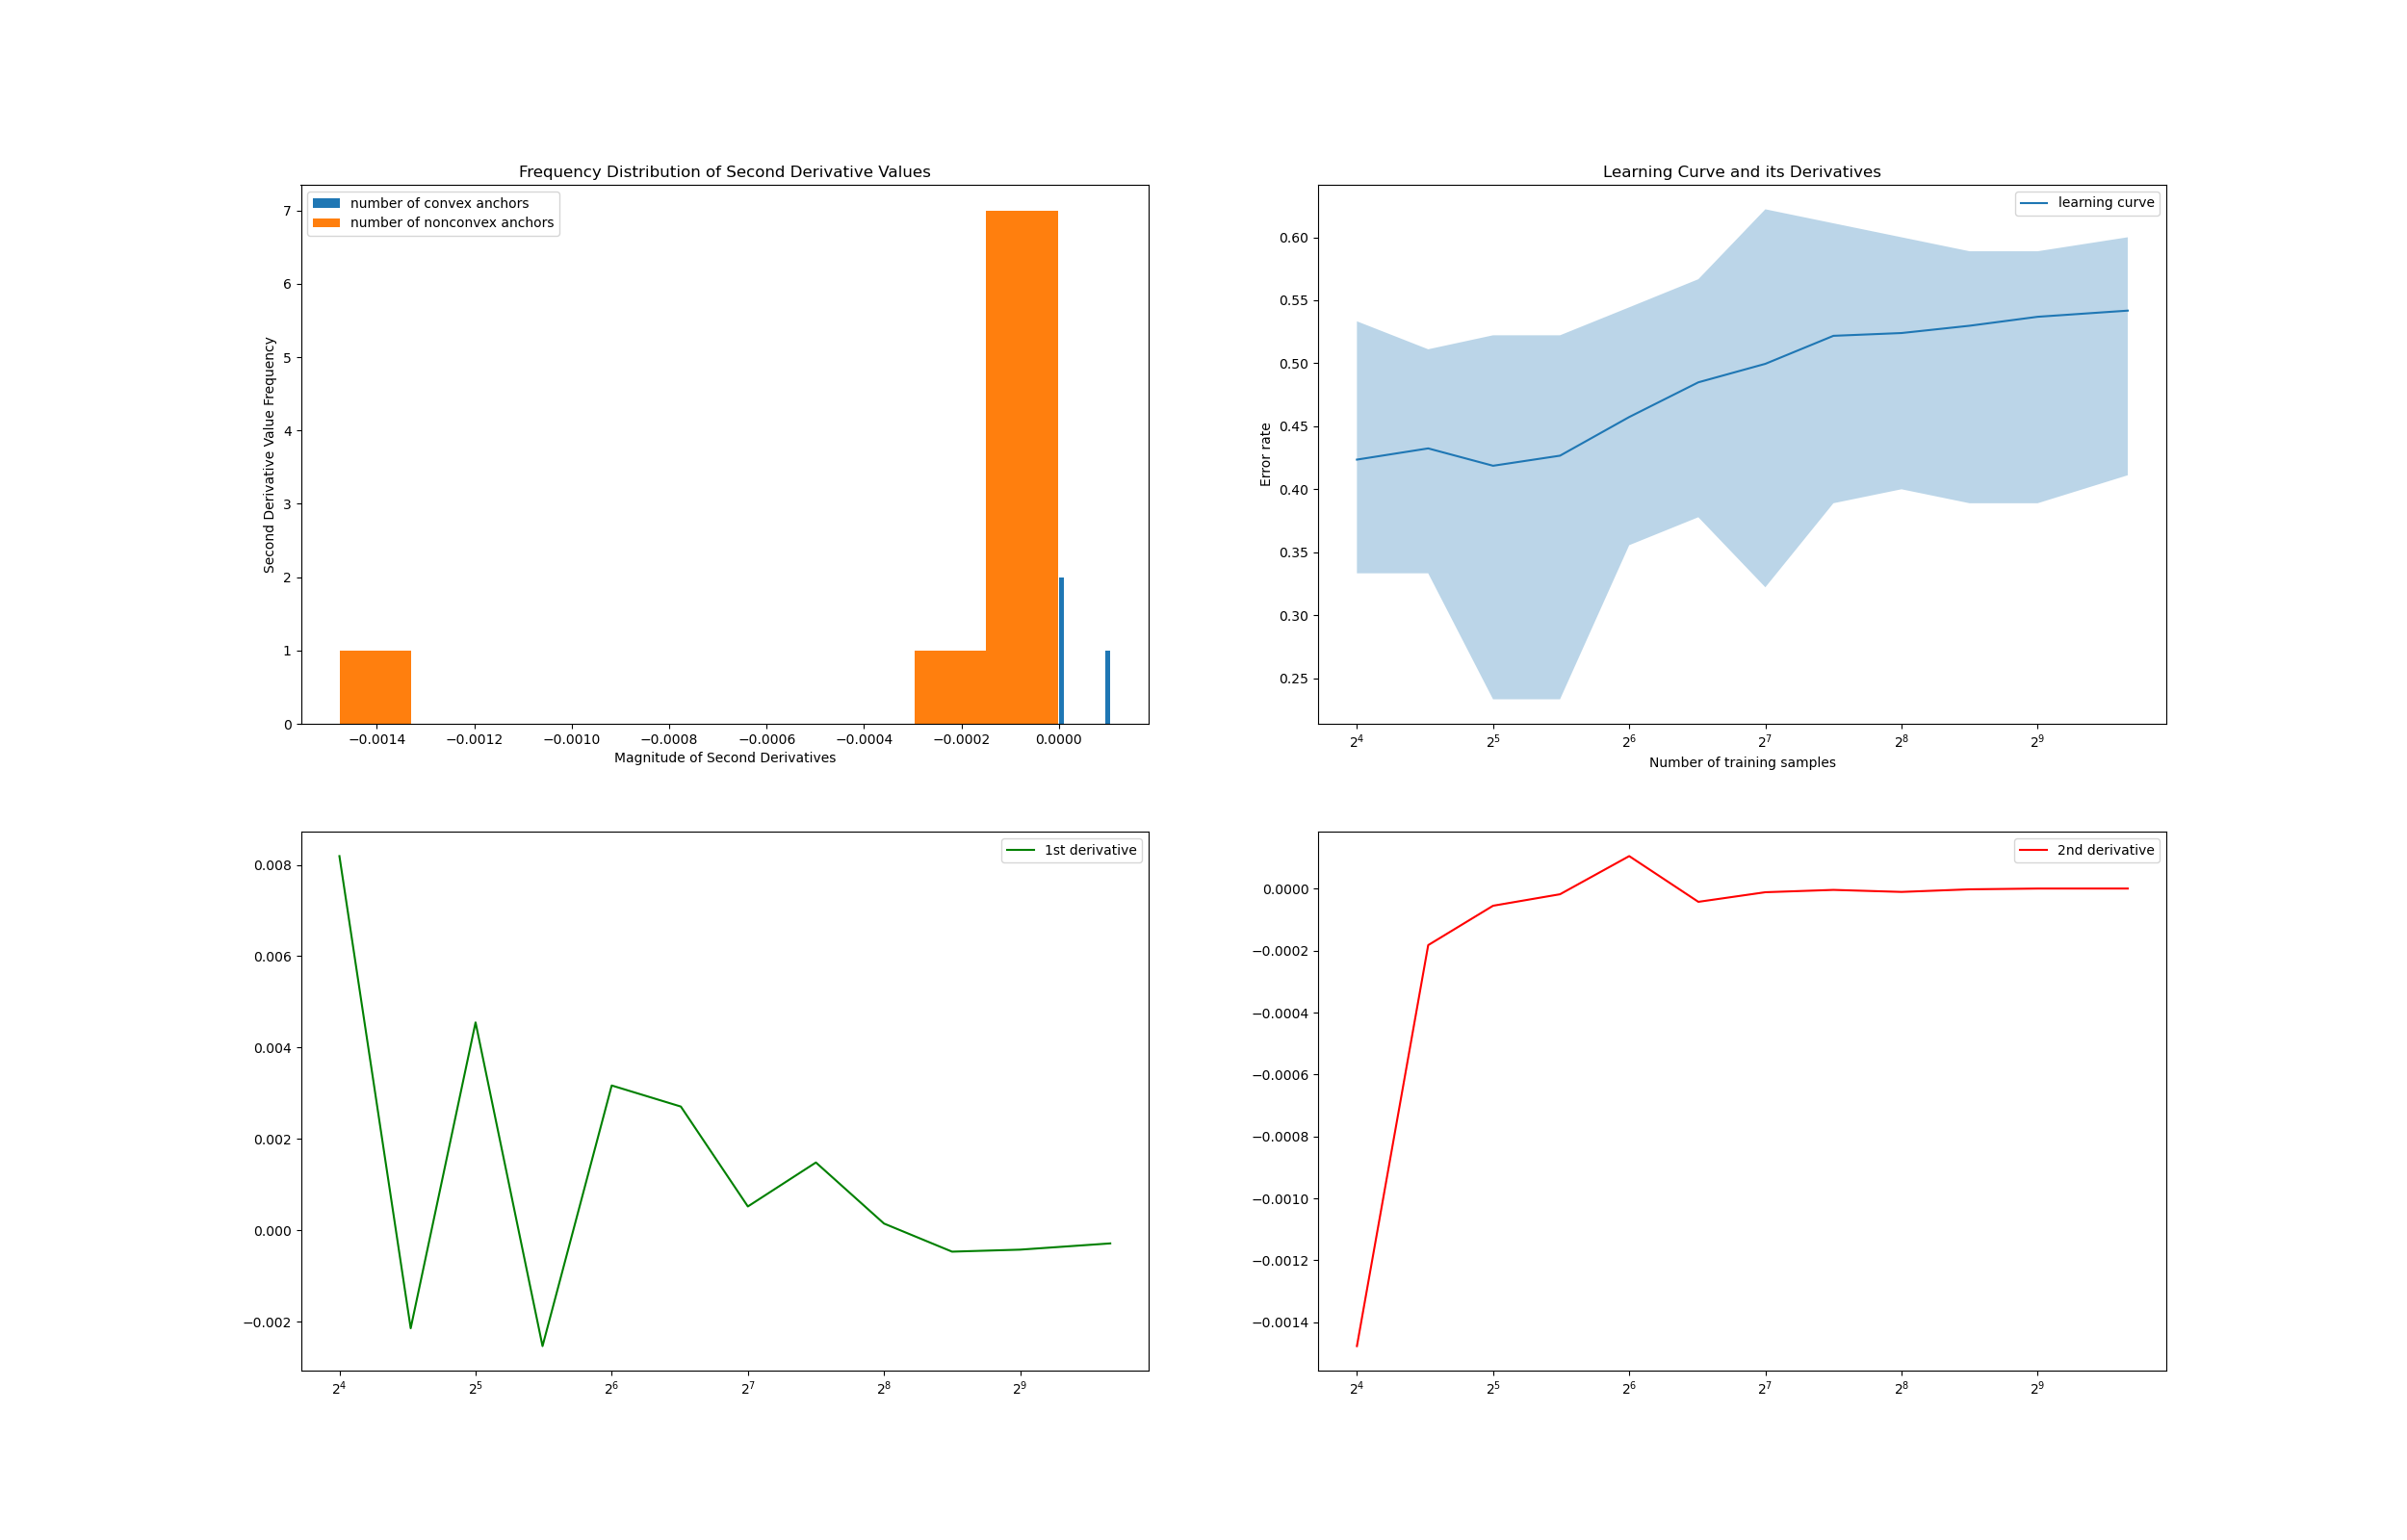 Frequency Distribution of Second Derivative Values
number of convex anchors
number of nonconvex anchors
Second Derivative Value Frequency
7
6
5
4
3
2
1
0
−0.0014 −0.0012 −0.0010 −0.0008 −0.0006 −0.0004 −0.0002 0.0000
Magnitude of Second Derivatives
Learning Curve and its Derivatives
learning curve
Error rate
0.60
0.55
0.50
0.45
0.40
0.35
0.30
0.25
2⁴ 2⁵ 2⁶ 2⁷ 2⁸ 2⁹
Number of training samples
1st derivative
0.008
0.006
0.004
0.002
0.000
−0.002
2⁴ 2⁵ 2⁶ 2⁷ 2⁸ 2⁹
2nd derivative
0.0000
−0.0002
−0.0004
−0.0006
−0.0008
−0.0010
−0.0012
−0.0014
2⁴ 2⁵ 2⁶ 2⁷ 2⁸ 2⁹